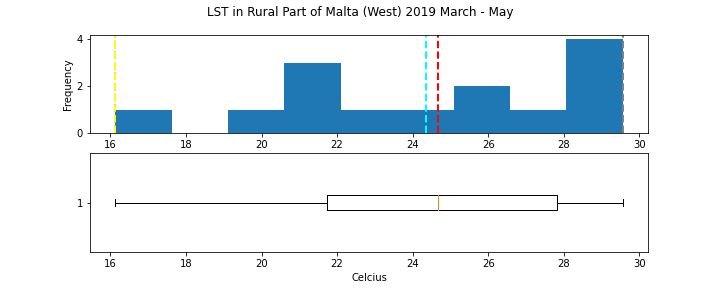 LST in Rural Part of Malta (West) 2019 March - May
Frequency
4
2
0
16 18 20 22 24 26 28 30
1
16 18 20 22 24 26 28 30
Celcius